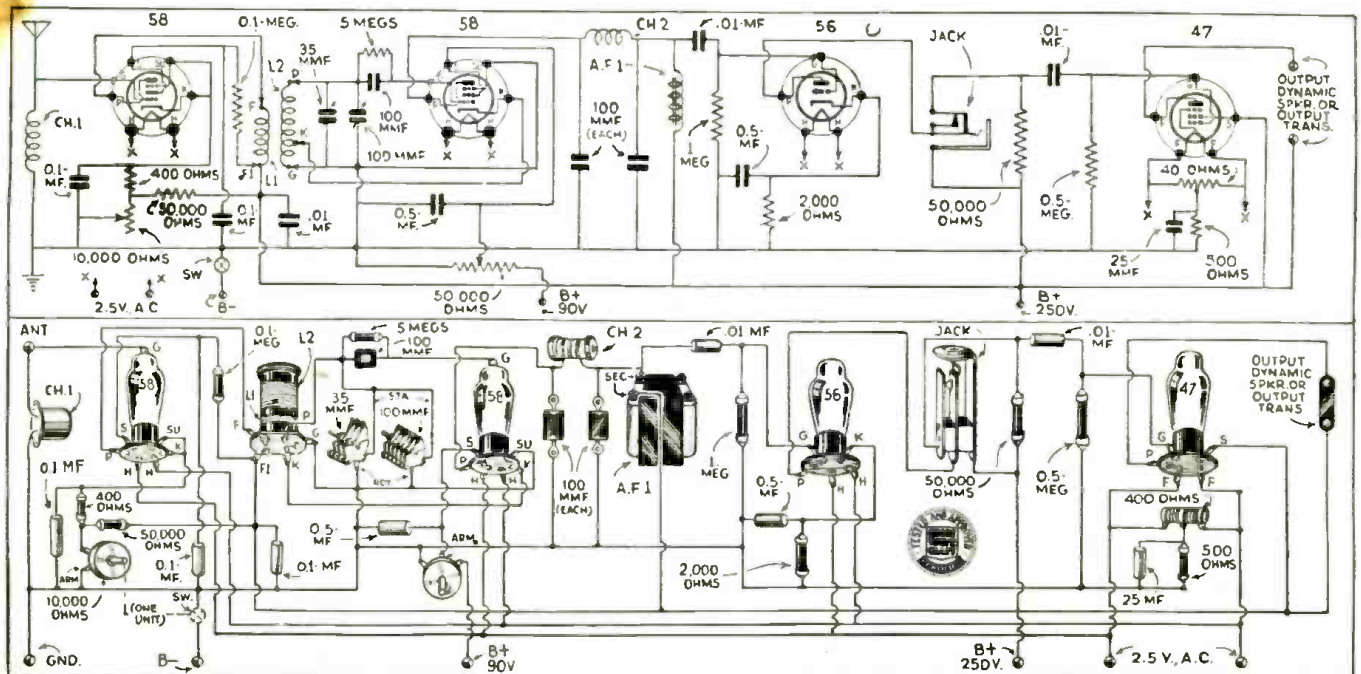 58
0.1-MEG.
5 MEGS
58
CH 2
.01-MF
56
JACK
.01-
MF.
47
35
MMF
L2
A.F.1
OUTPUT
DYNAMIC
SPKR. OR
OUTPUT
TRANS.
CH.1
P
G
P
F
P
K
G
F1
L1
100
MMF
100 MMF
100
MMF
(EACH)
1
MEG
0.5-
MF
H
H
X
X
X
X
X
X
0.1-
MF.
400 OHMS
50,000
OHMS
0.1-
MF
.01
MF
0.5-
MF.
2,000
OHMS
50,000
OHMS
0.5-
MEG.
40 OHMS
X
X
25
MMF
500
OHMS
10,000
OHMS
SW
X
X
2.5V. A C
B-
50,000
OHMS
B+
90V
B+
250V.
ANT
58
0.1-
MEG
L2
5 MEGS
100
MMF
CH 2
.01 MF
JACK
.01-
MF
CH.1
35
MMF
STA
100 MMF
G
58
SEC
56
47
OUTPUT
DYNAMIC
SPKR. OR
OUTPUT
TRANS
G
S
SU
K
P
H
H
L1
F
P
G
F1
K
ROT
S
SU
P
K
H
H
A.F 1
1-
MEG
G
K
P
H
H
G
S
P
F
F
0.1 MF
400
OHMS
50,000
OHMS
ARM
10,000
OHMS
0.1-
MF.
0.1-MF
0.5-
MF
ARM
100
MMF
(EACH)
0.5-
MF
2,000
OHMS
50,000
OHMS
0.5-
MEG
400 OHMS
500
OHMS
25 MF
(ONE
UNIT)
SW.
GND.
B-
B+
90V
B+
250V.
2.5 V., A.C.